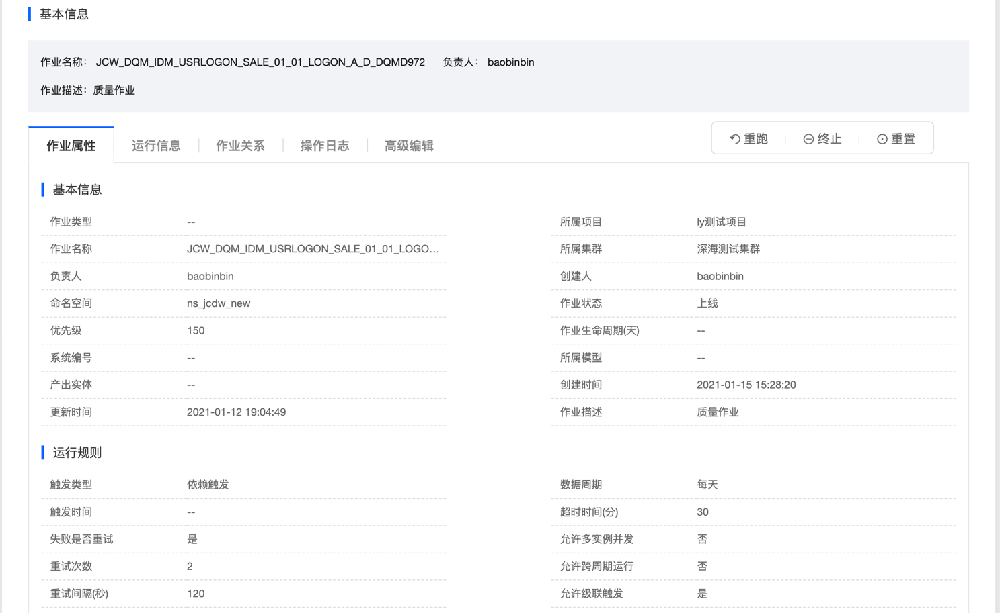 基本信息
作业名称： JCW_DQM_IDM_USRLOGON_SALE_01_01_LOGON_A_D_DQMD972 负责人： baobinbin
作业描述：质量作业
作业属性 运行信息 作业关系 操作日志 高级编辑 重跑 终止 重置
基本信息
作业类型 -- 所属项目 ly测试项目
作业名称 JCW_DQM_IDM_USRLOGON_SALE_01_01_LOGO... 所属集群 深海测试集群
负责人 baobinbin 创建人 baobinbin
命名空间 ns_jcdw_new 作业状态 上线
优先级 150 作业生命周期(天) --
系统编号 -- 所属模型 --
产出实体 -- 创建时间 2021-01-15 15:28:20
更新时间 2021-01-12 19:04:49 作业描述 质量作业
运行规则
触发类型 依赖触发 数据周期 每天
触发时间 -- 超时时间(分) 30
失败是否重试 是 允许多实例并发 否
重试次数 2 允许跨周期运行 否
重试间隔(秒) 120 允许级联触发 是